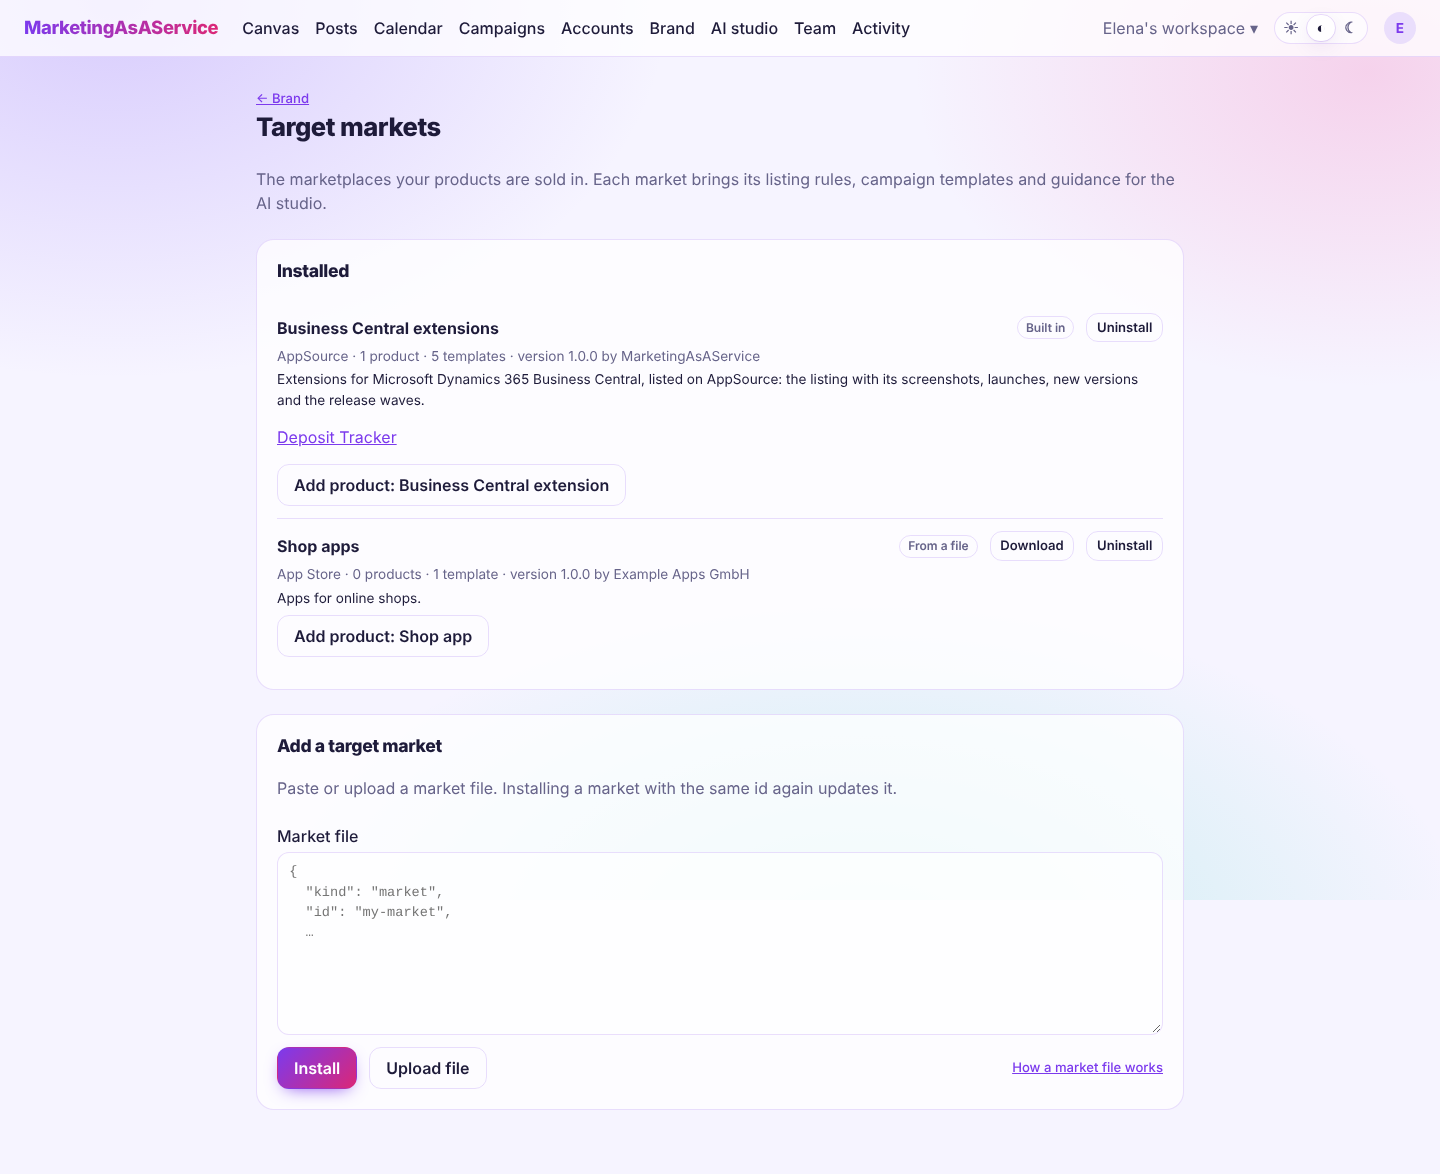 MarketingAsAService Canvas Posts Calendar Campaigns Accounts Brand AI studio Team Activity Elena's workspace ▾ E
← Brand
Target markets
The marketplaces your products are sold in. Each market brings its listing rules, campaign templates and guidance for the
AI studio.
Installed
Business Central extensions Built in Uninstall
AppSource · 1 product · 5 templates · version 1.0.0 by MarketingAsAService
Extensions for Microsoft Dynamics 365 Business Central, listed on AppSource: the listing with its screenshots, launches, new versions
and the release waves.
Deposit Tracker
Add product: Business Central extension
Shop apps From a file Download Uninstall
App Store · 0 products · 1 template · version 1.0.0 by Example Apps GmbH
Apps for online shops.
Add product: Shop app
Add a target market
Paste or upload a market file. Installing a market with the same id again updates it.
Market file
{
"kind": "market",
"id": "my-market",
…
Install Upload file How a market file works